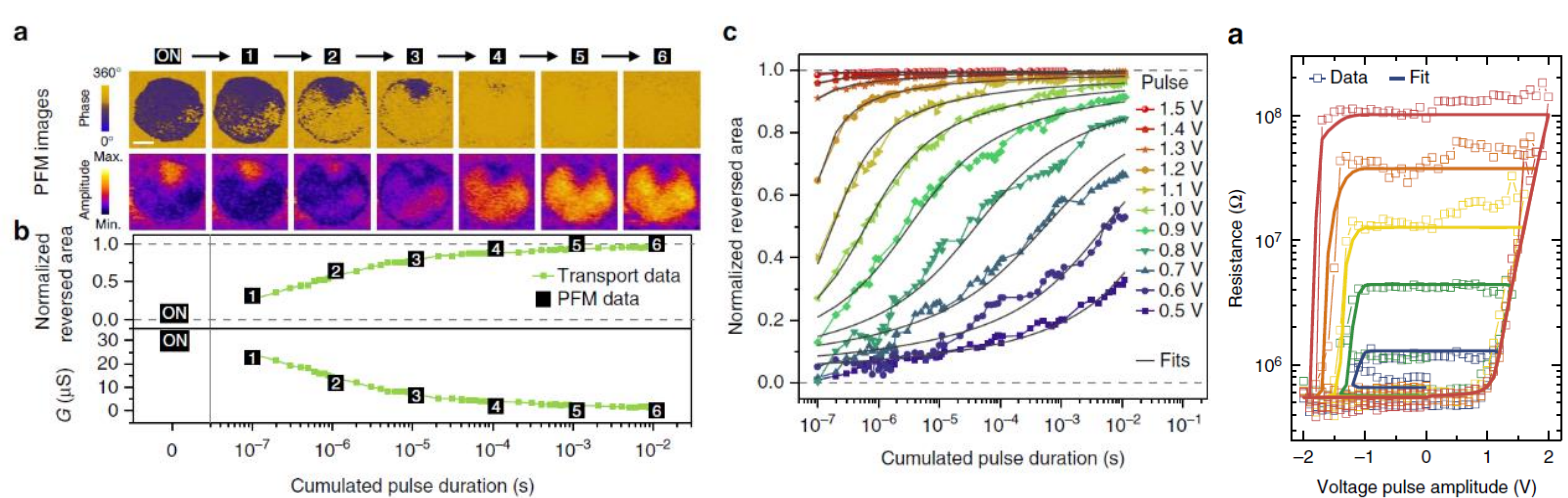 a
ON 1 2 3 4 5 6
PFM images
360°
Phase
0°
Max.
Amplitude
Min.
b
Normalized
reversed area
1.0
0.5
0.0
ON 1 2 3 4 5 6
Transport data
PFM data
G (µS)
30
20
10
0
ON 1 2 3 4 5 6
0 10⁻⁷ 10⁻⁶ 10⁻⁵ 10⁻⁴ 10⁻³ 10⁻²
Cumulated pulse duration (s)
c
Normalized reversed area
1.0
0.8
0.6
0.4
0.2
0.0
Pulse
1.5 V
1.4 V
1.3 V
1.2 V
1.1 V
1.0 V
0.9 V
0.8 V
0.7 V
0.6 V
0.5 V
Fits
10⁻⁷ 10⁻⁶ 10⁻⁵ 10⁻⁴ 10⁻³ 10⁻² 10⁻¹
Cumulated pulse duration (s)
a
Data Fit
Resistance (Ω)
10⁸
10⁷
10⁶
−2 −1 0 1 2
Voltage pulse amplitude (V)